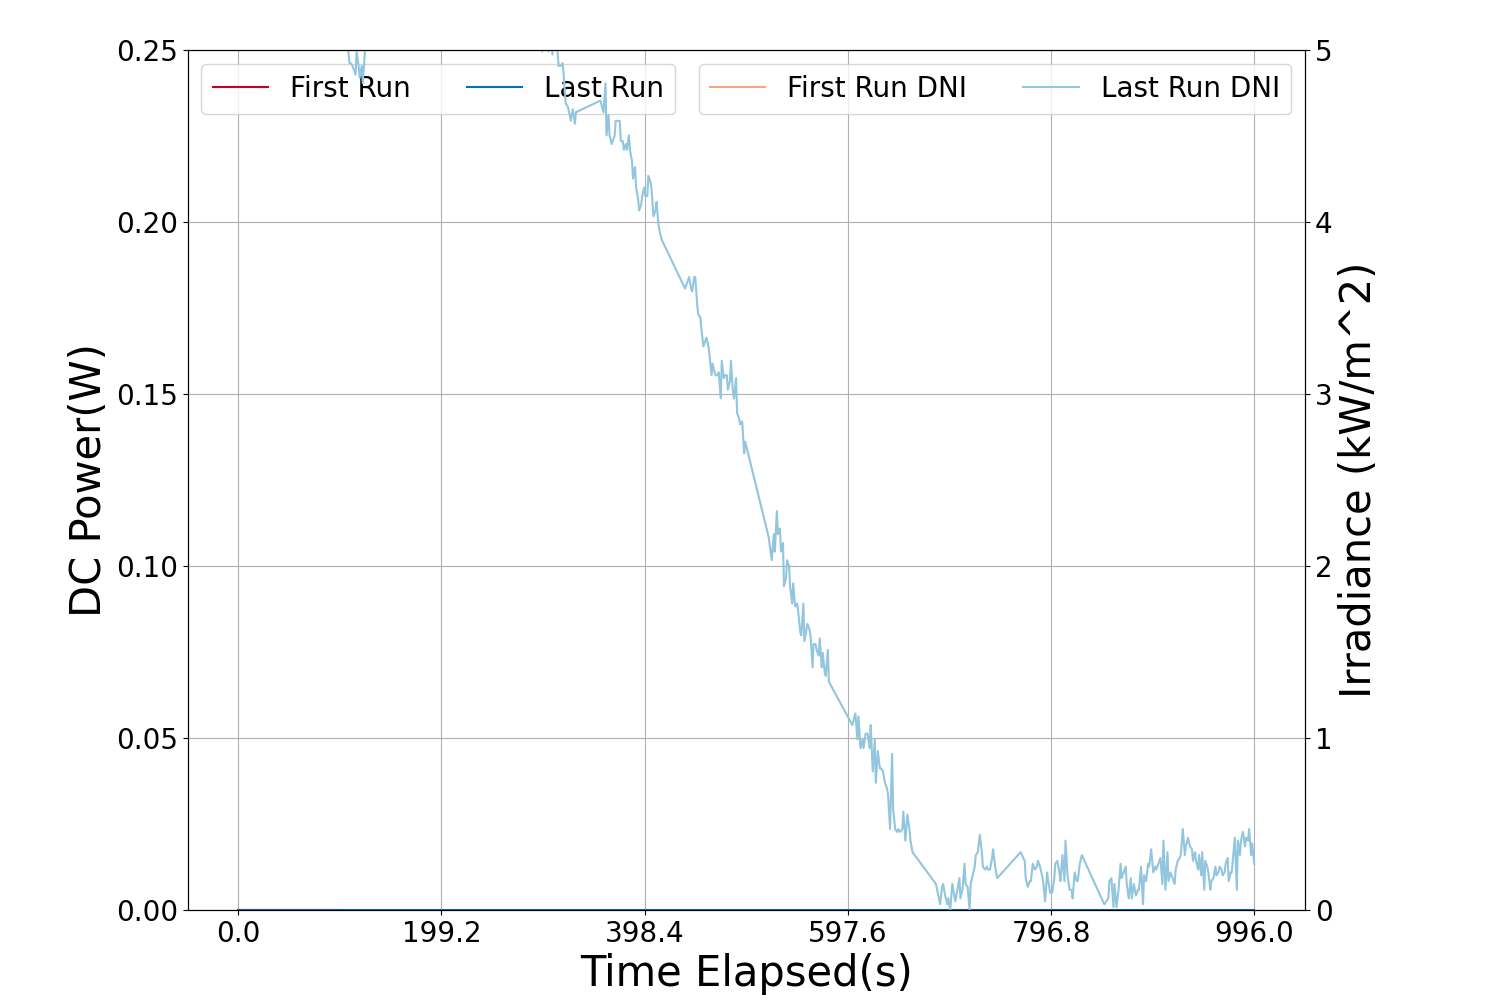 First Run Last Run First Run DNI Last Run DNI
DC Power(W)
0.25
0.20
0.15
0.10
0.05
0.00
5
4
3
2
1
0
Irradiance (kW/m^2)
0.0 199.2 398.4 597.6 796.8 996.0
Time Elapsed(s)